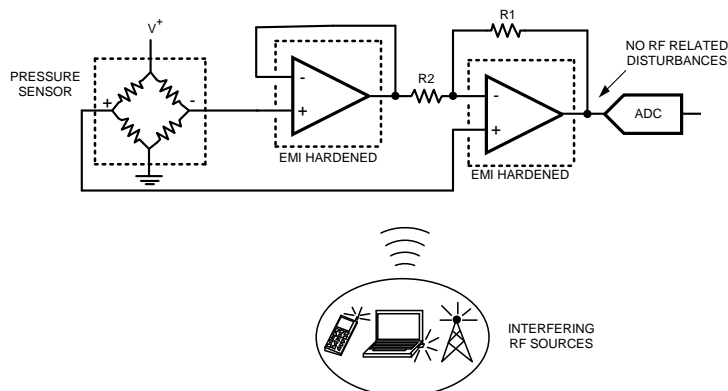 R1
V+
NO RF RELATED
DISTURBANCES
PRESSURE
SENSOR
+
-
-
+
R2
-
+
ADC
EMI HARDENED
EMI HARDENED
INTERFERING
RF SOURCES